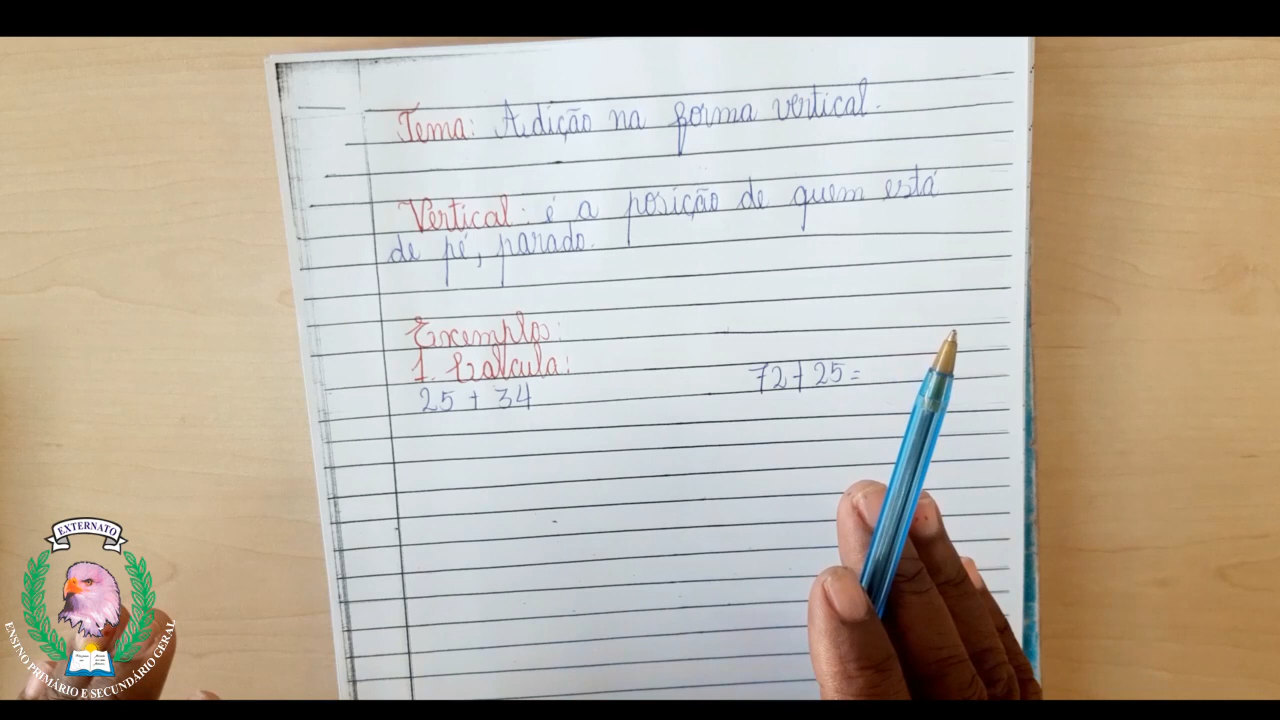 Tema: Adição na forma vertical.
Vertical: é a posição de quem está
de pé, parado.
Exemplo:
1. Calcula:
25 + 34
72 + 25 =
EXTERNATO
ENSINO PRIMÁRIO E SECUNDÁRIO GERAL